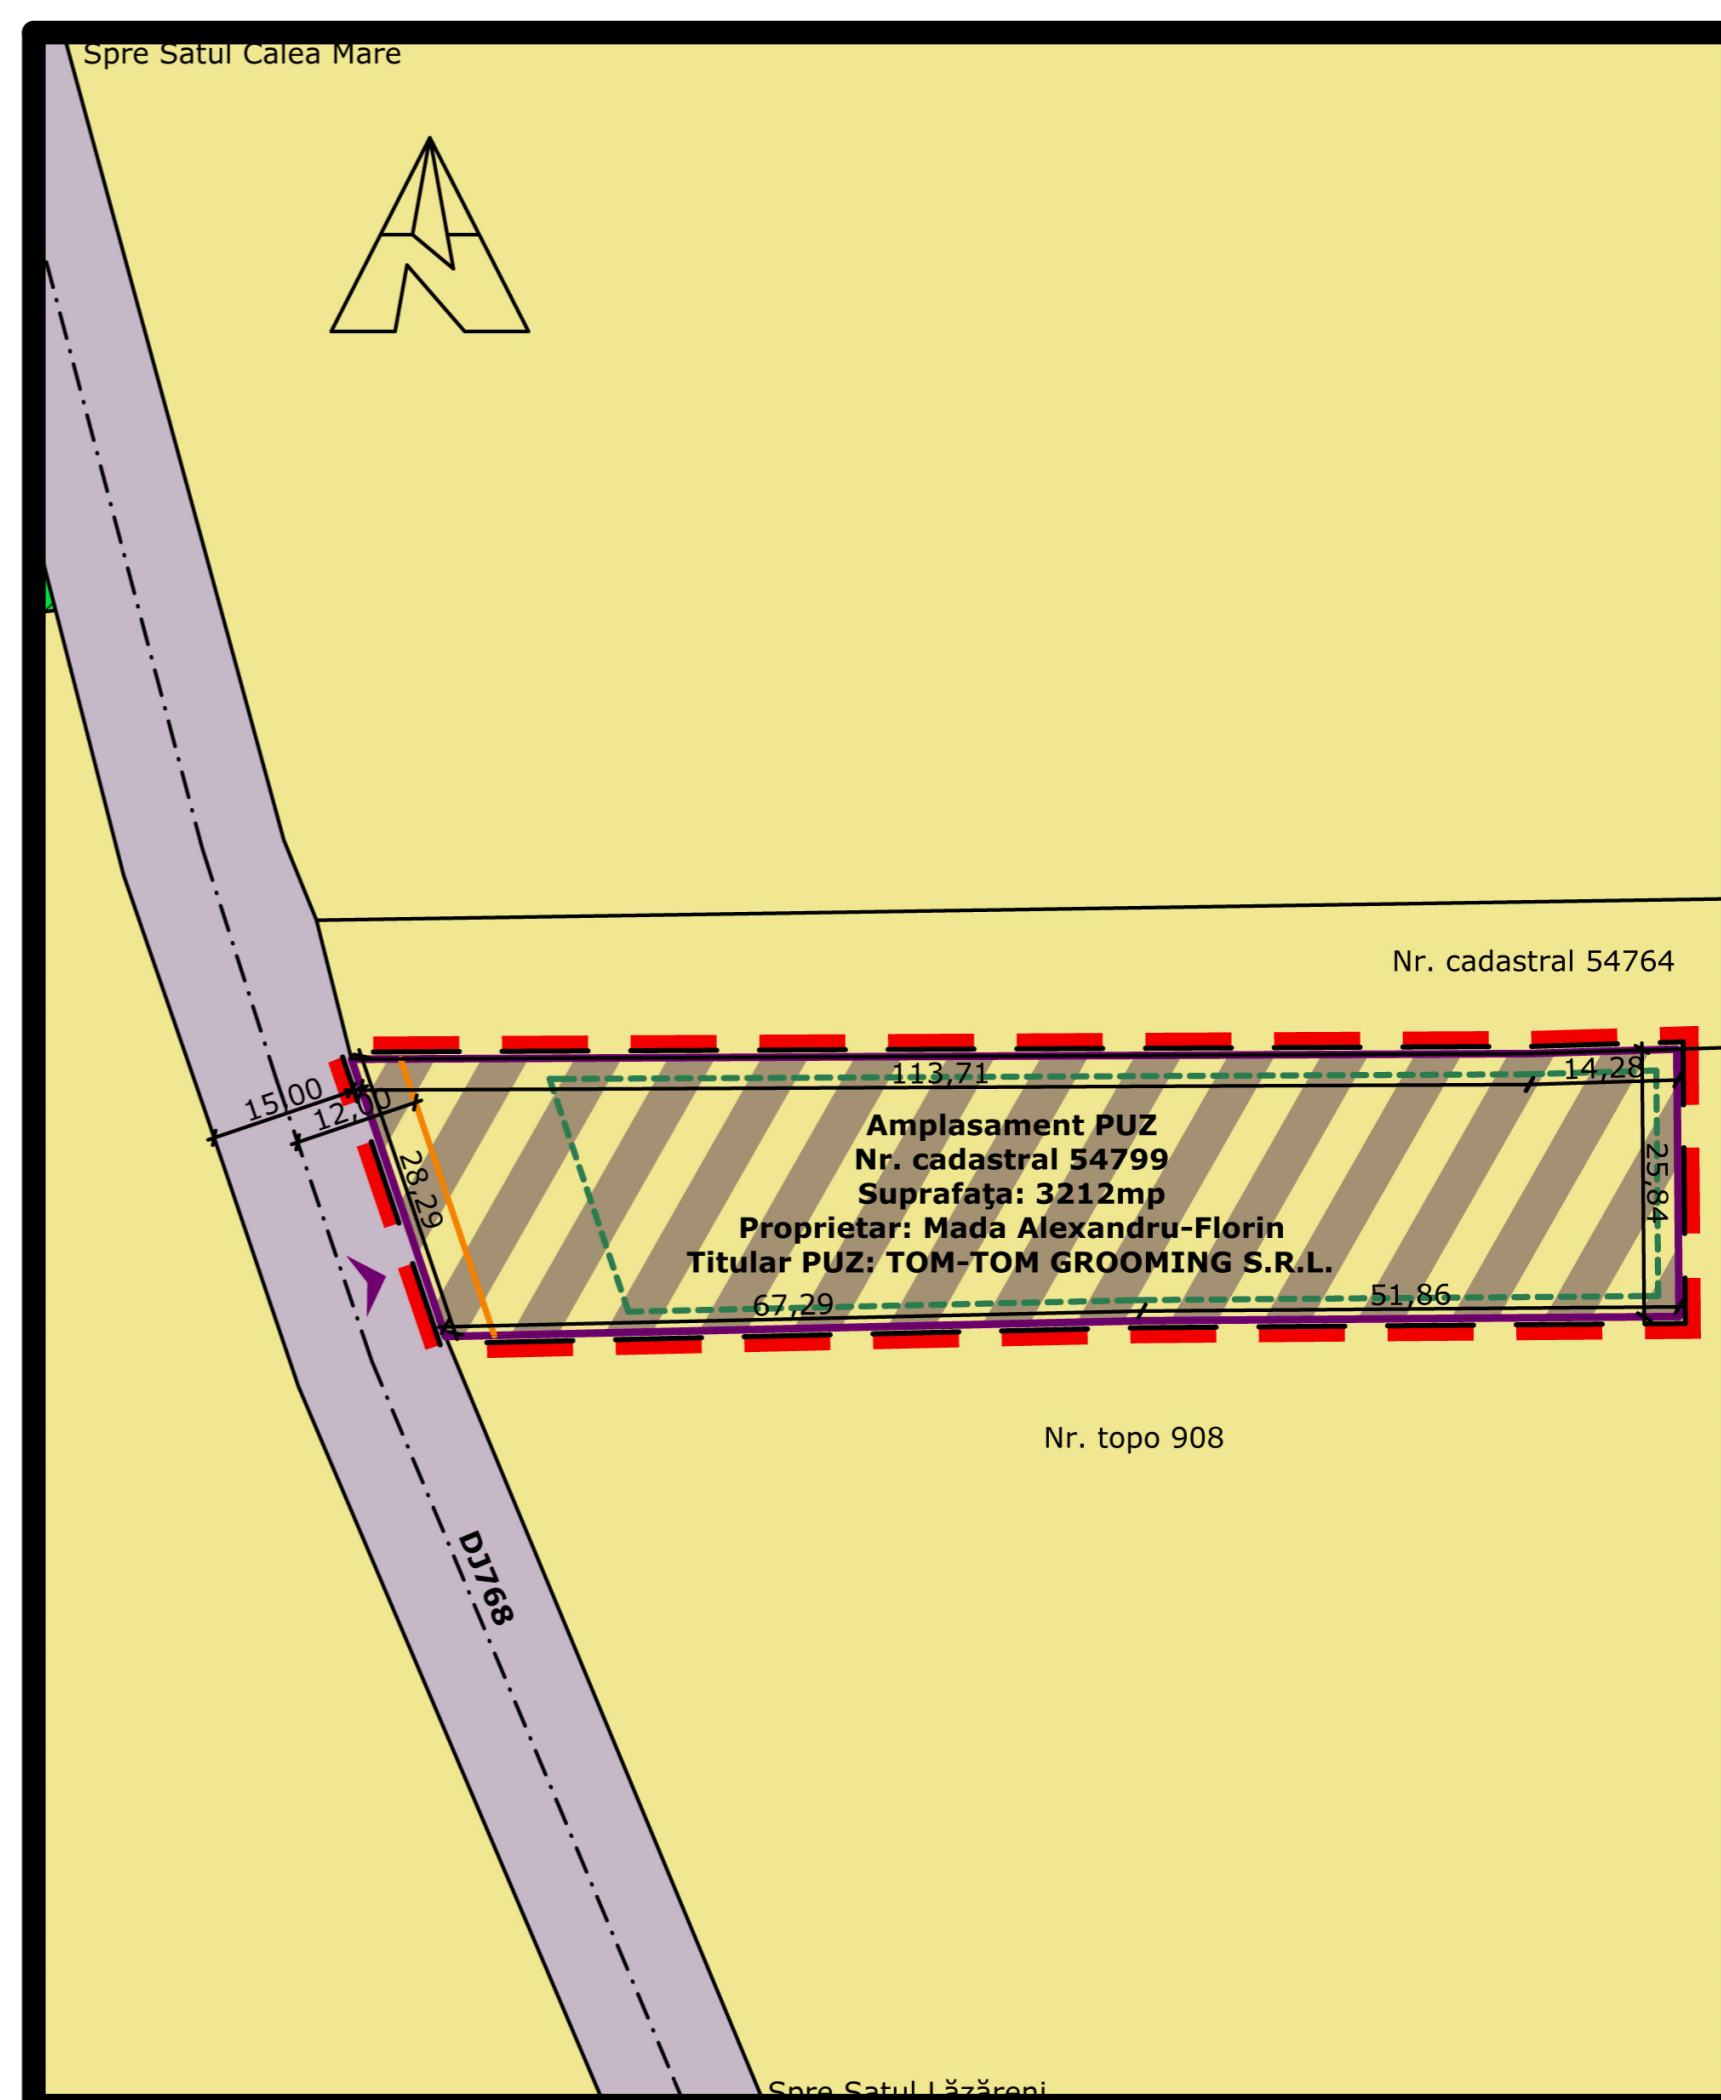 Spre Satul Calea Mare
Nr. cadastral 54764
113,71
14,28
15,00
12,00
28,29
25,84
Amplasament PUZ
Nr. cadastral 54799
Suprafaţa: 3212mp
Proprietar: Mada Alexandru-Florin
Titular PUZ: TOM-TOM GROOMING S.R.L.
67,29
51,86
Nr. topo 908
DJ768
Spre Satul Lăzăreni